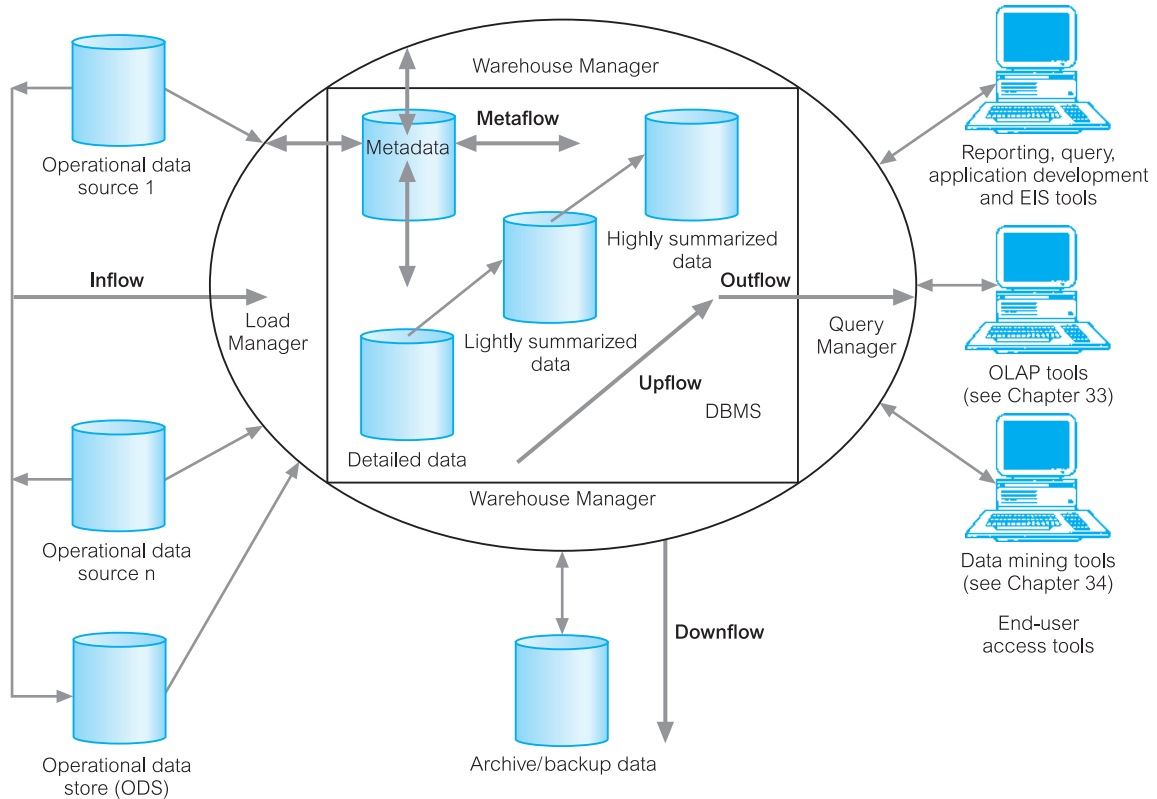 Warehouse Manager
Metaflow
Metadata
Operational data
source 1
Reporting, query,
application development
and EIS tools
Highly summarized
data
Inflow
Outflow
Load
Manager
Lightly summarized
data
Query
Manager
Upflow
DBMS
OLAP tools
(see Chapter 33)
Detailed data
Warehouse Manager
Operational data
source n
Data mining tools
(see Chapter 34)
End-user
access tools
Downflow
Operational data
store (ODS)
Archive/backup data